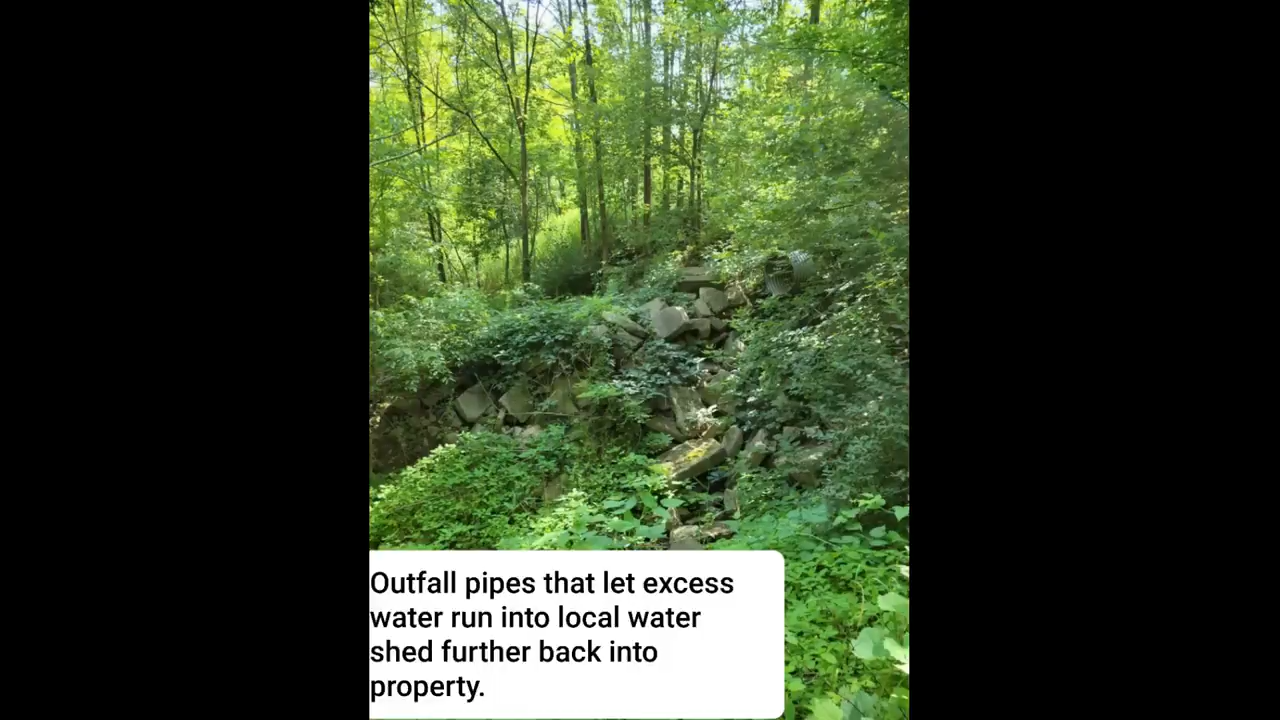 Outfall pipes that let excess
water run into local water
shed further back into
property.